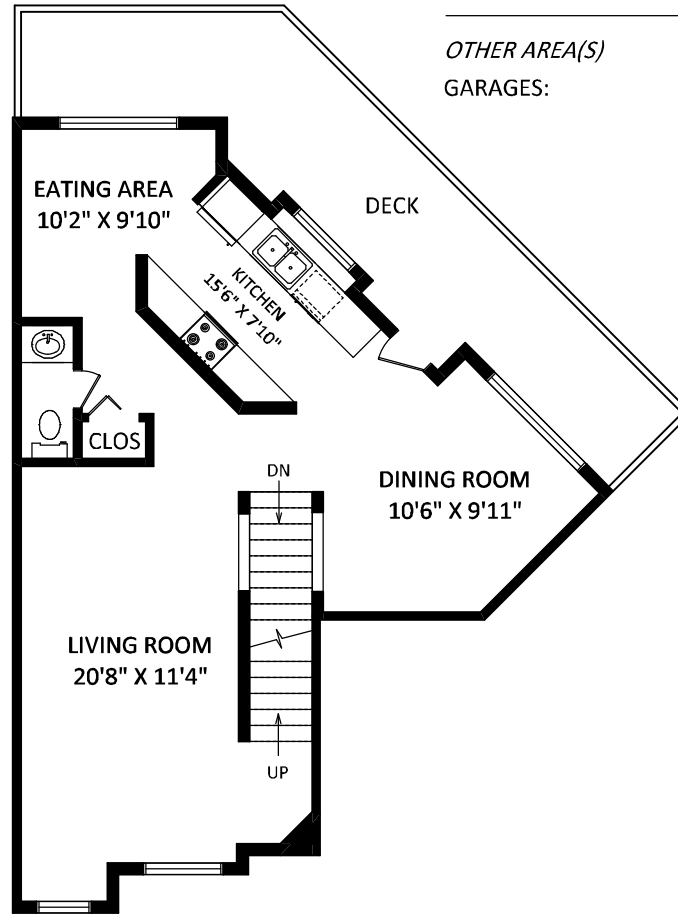 OTHER AREA(S)
GARAGES:
EATING AREA
10'2" X 9'10"
DECK
KITCHEN
15'6" X 7'10"
CLOS
DN
DINING ROOM
10'6" X 9'11"
LIVING ROOM
20'8" X 11'4"
UP